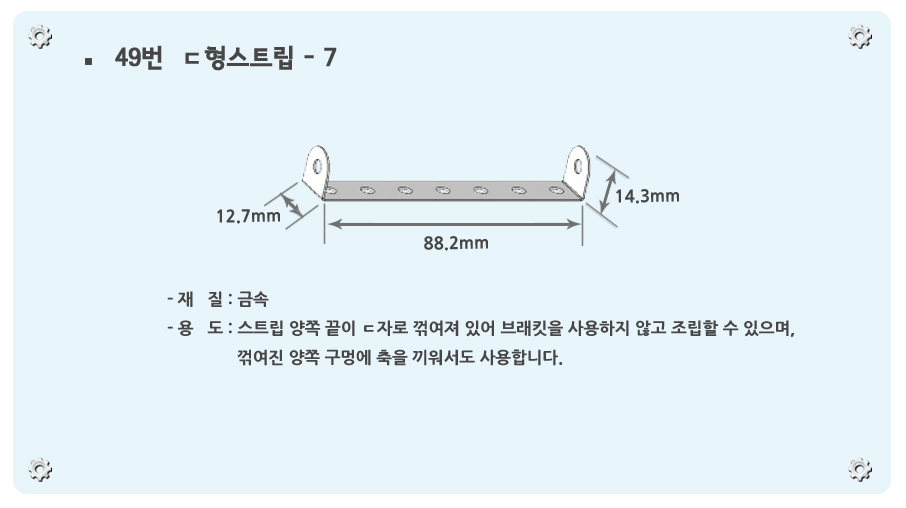 ▪ 49번 ㄷ형스트립 - 7
14.3mm
12.7mm
88.2mm
- 재 질 : 금속
- 용 도 : 스트립 양쪽 끝이 ㄷ자로 꺾여져 있어 브래킷을 사용하지 않고 조립할 수 있으며,
꺾여진 양쪽 구멍에 축을 끼워서도 사용합니다.